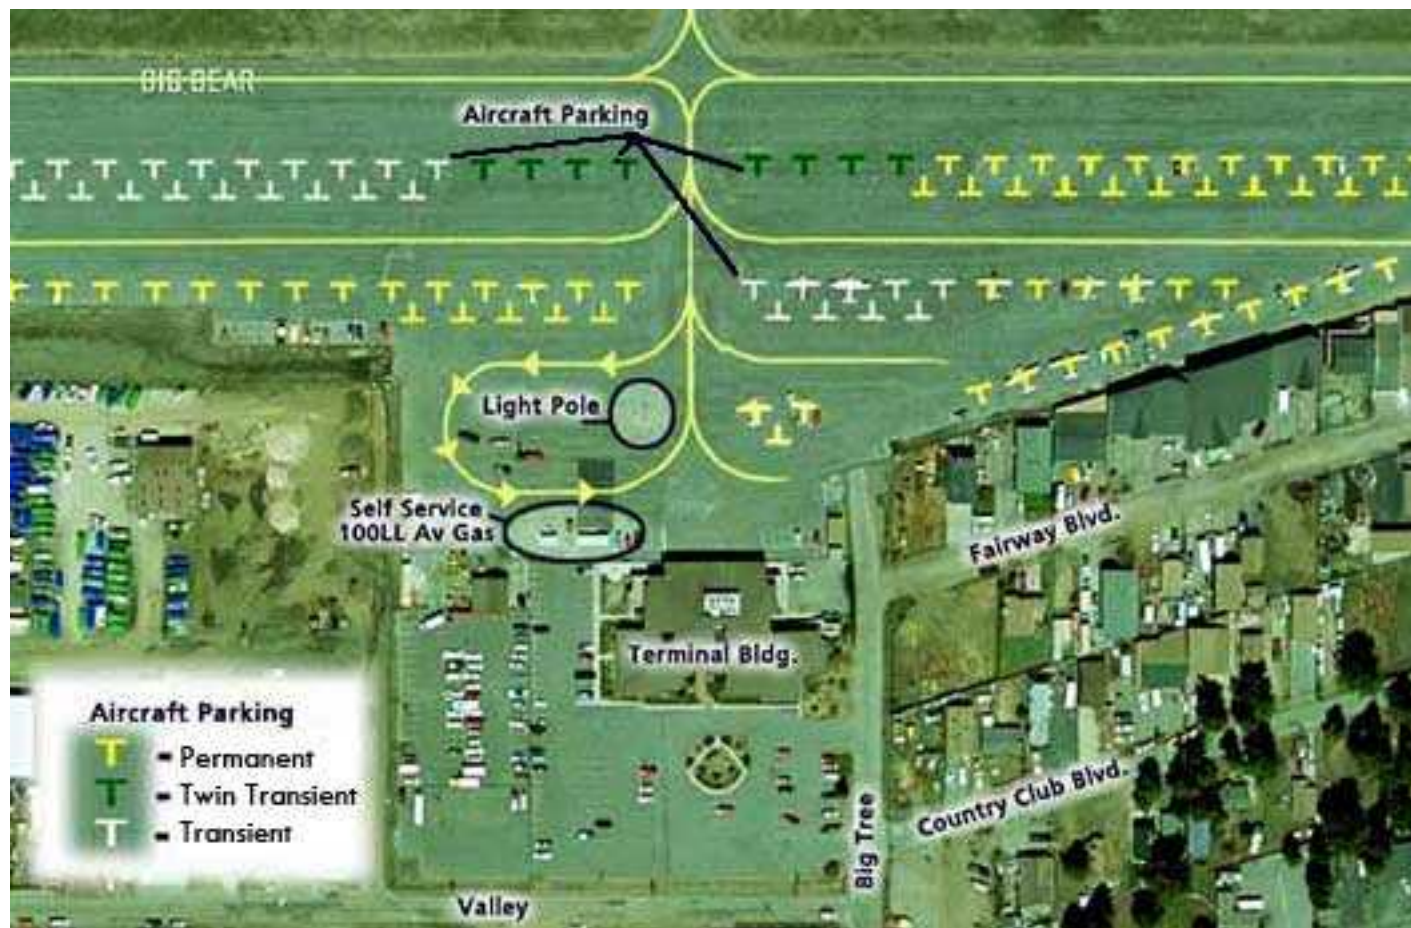 BIG BEAR
Aircraft Parking
Light Pole
Self Service
100LL Av Gas
Fairway Blvd.
Terminal Bldg.
Aircraft Parking
T = Permanent
T = Twin Transient
T = Transient
Country Club Blvd.
Big Tree
Valley